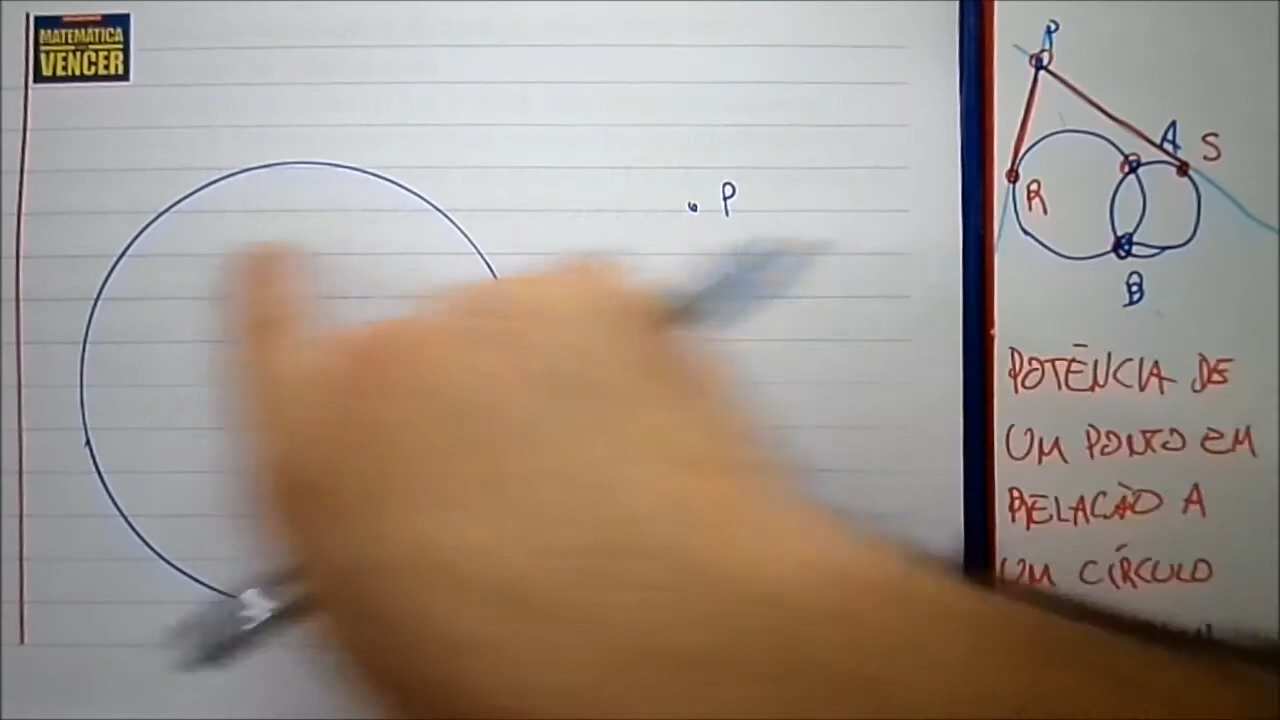 MATEMÁTICA
VENCER
P
P
A S
R
B
POTÊNCIA DE
UM PONTO EM
RELAÇÃO A
UM CÍRCULO